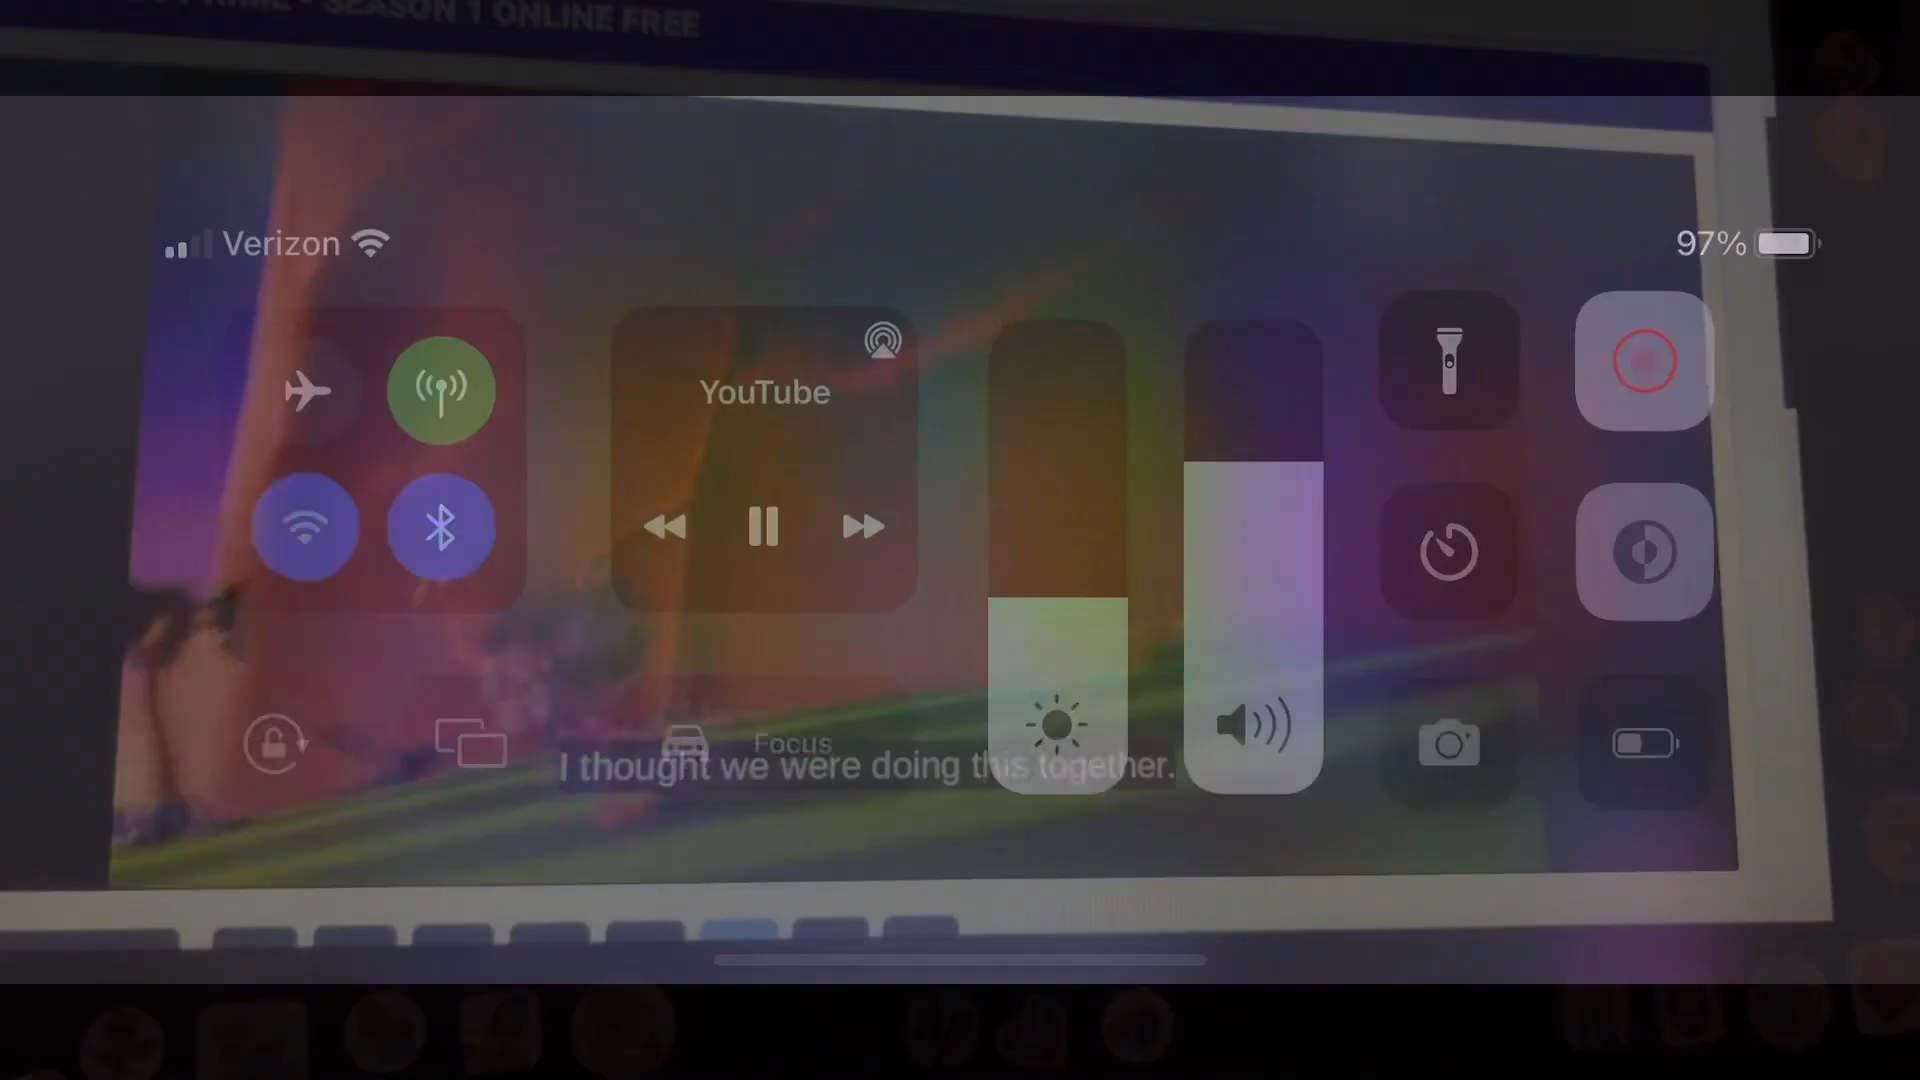 SEASON 1 ONLINE FREE
Verizon
97%
YouTube
Focus
I thought we were doing this together.